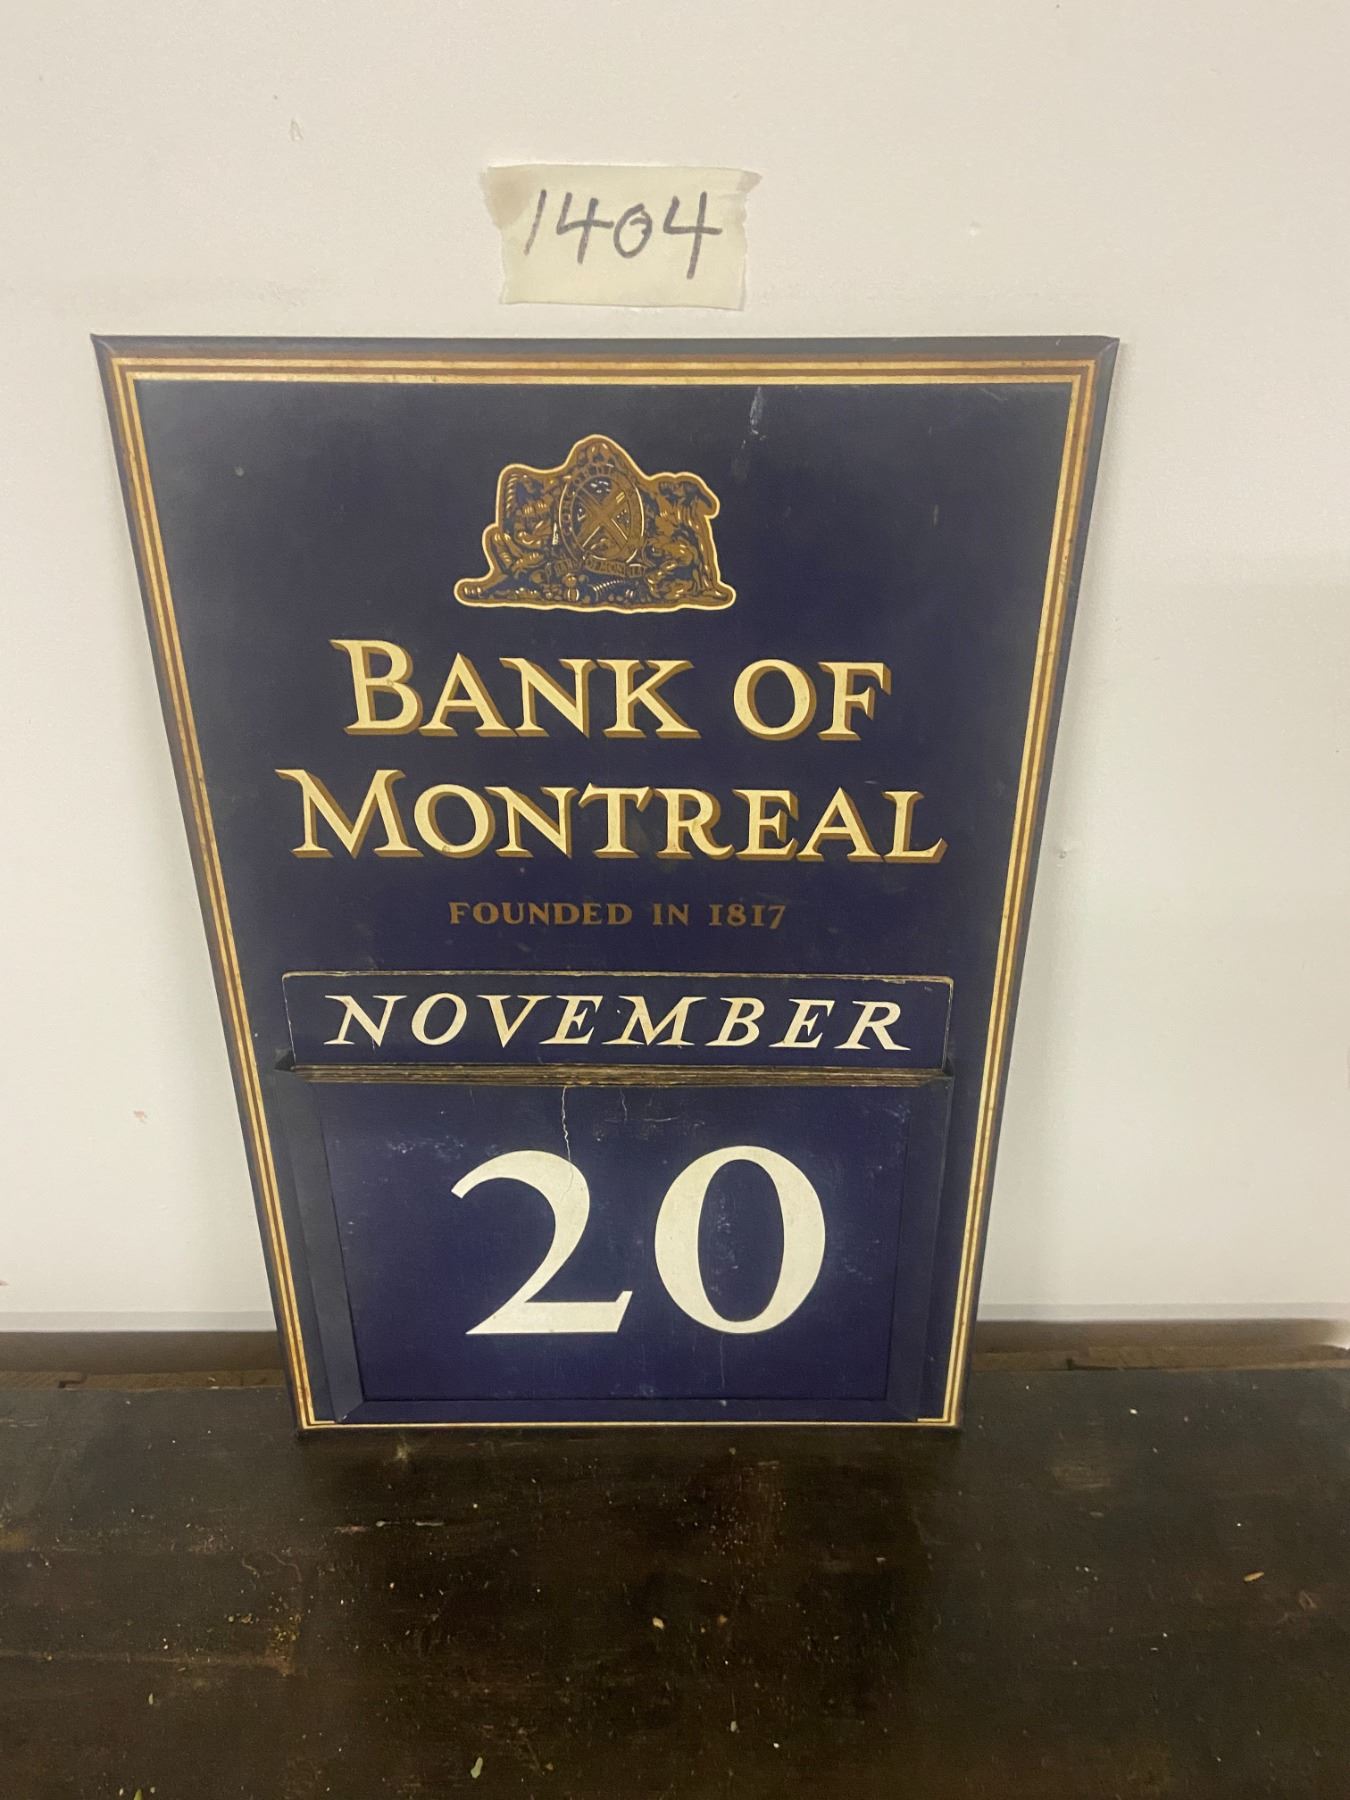 1404
BANK OF
MONTREAL
FOUNDED IN 1817
NOVEMBER
20